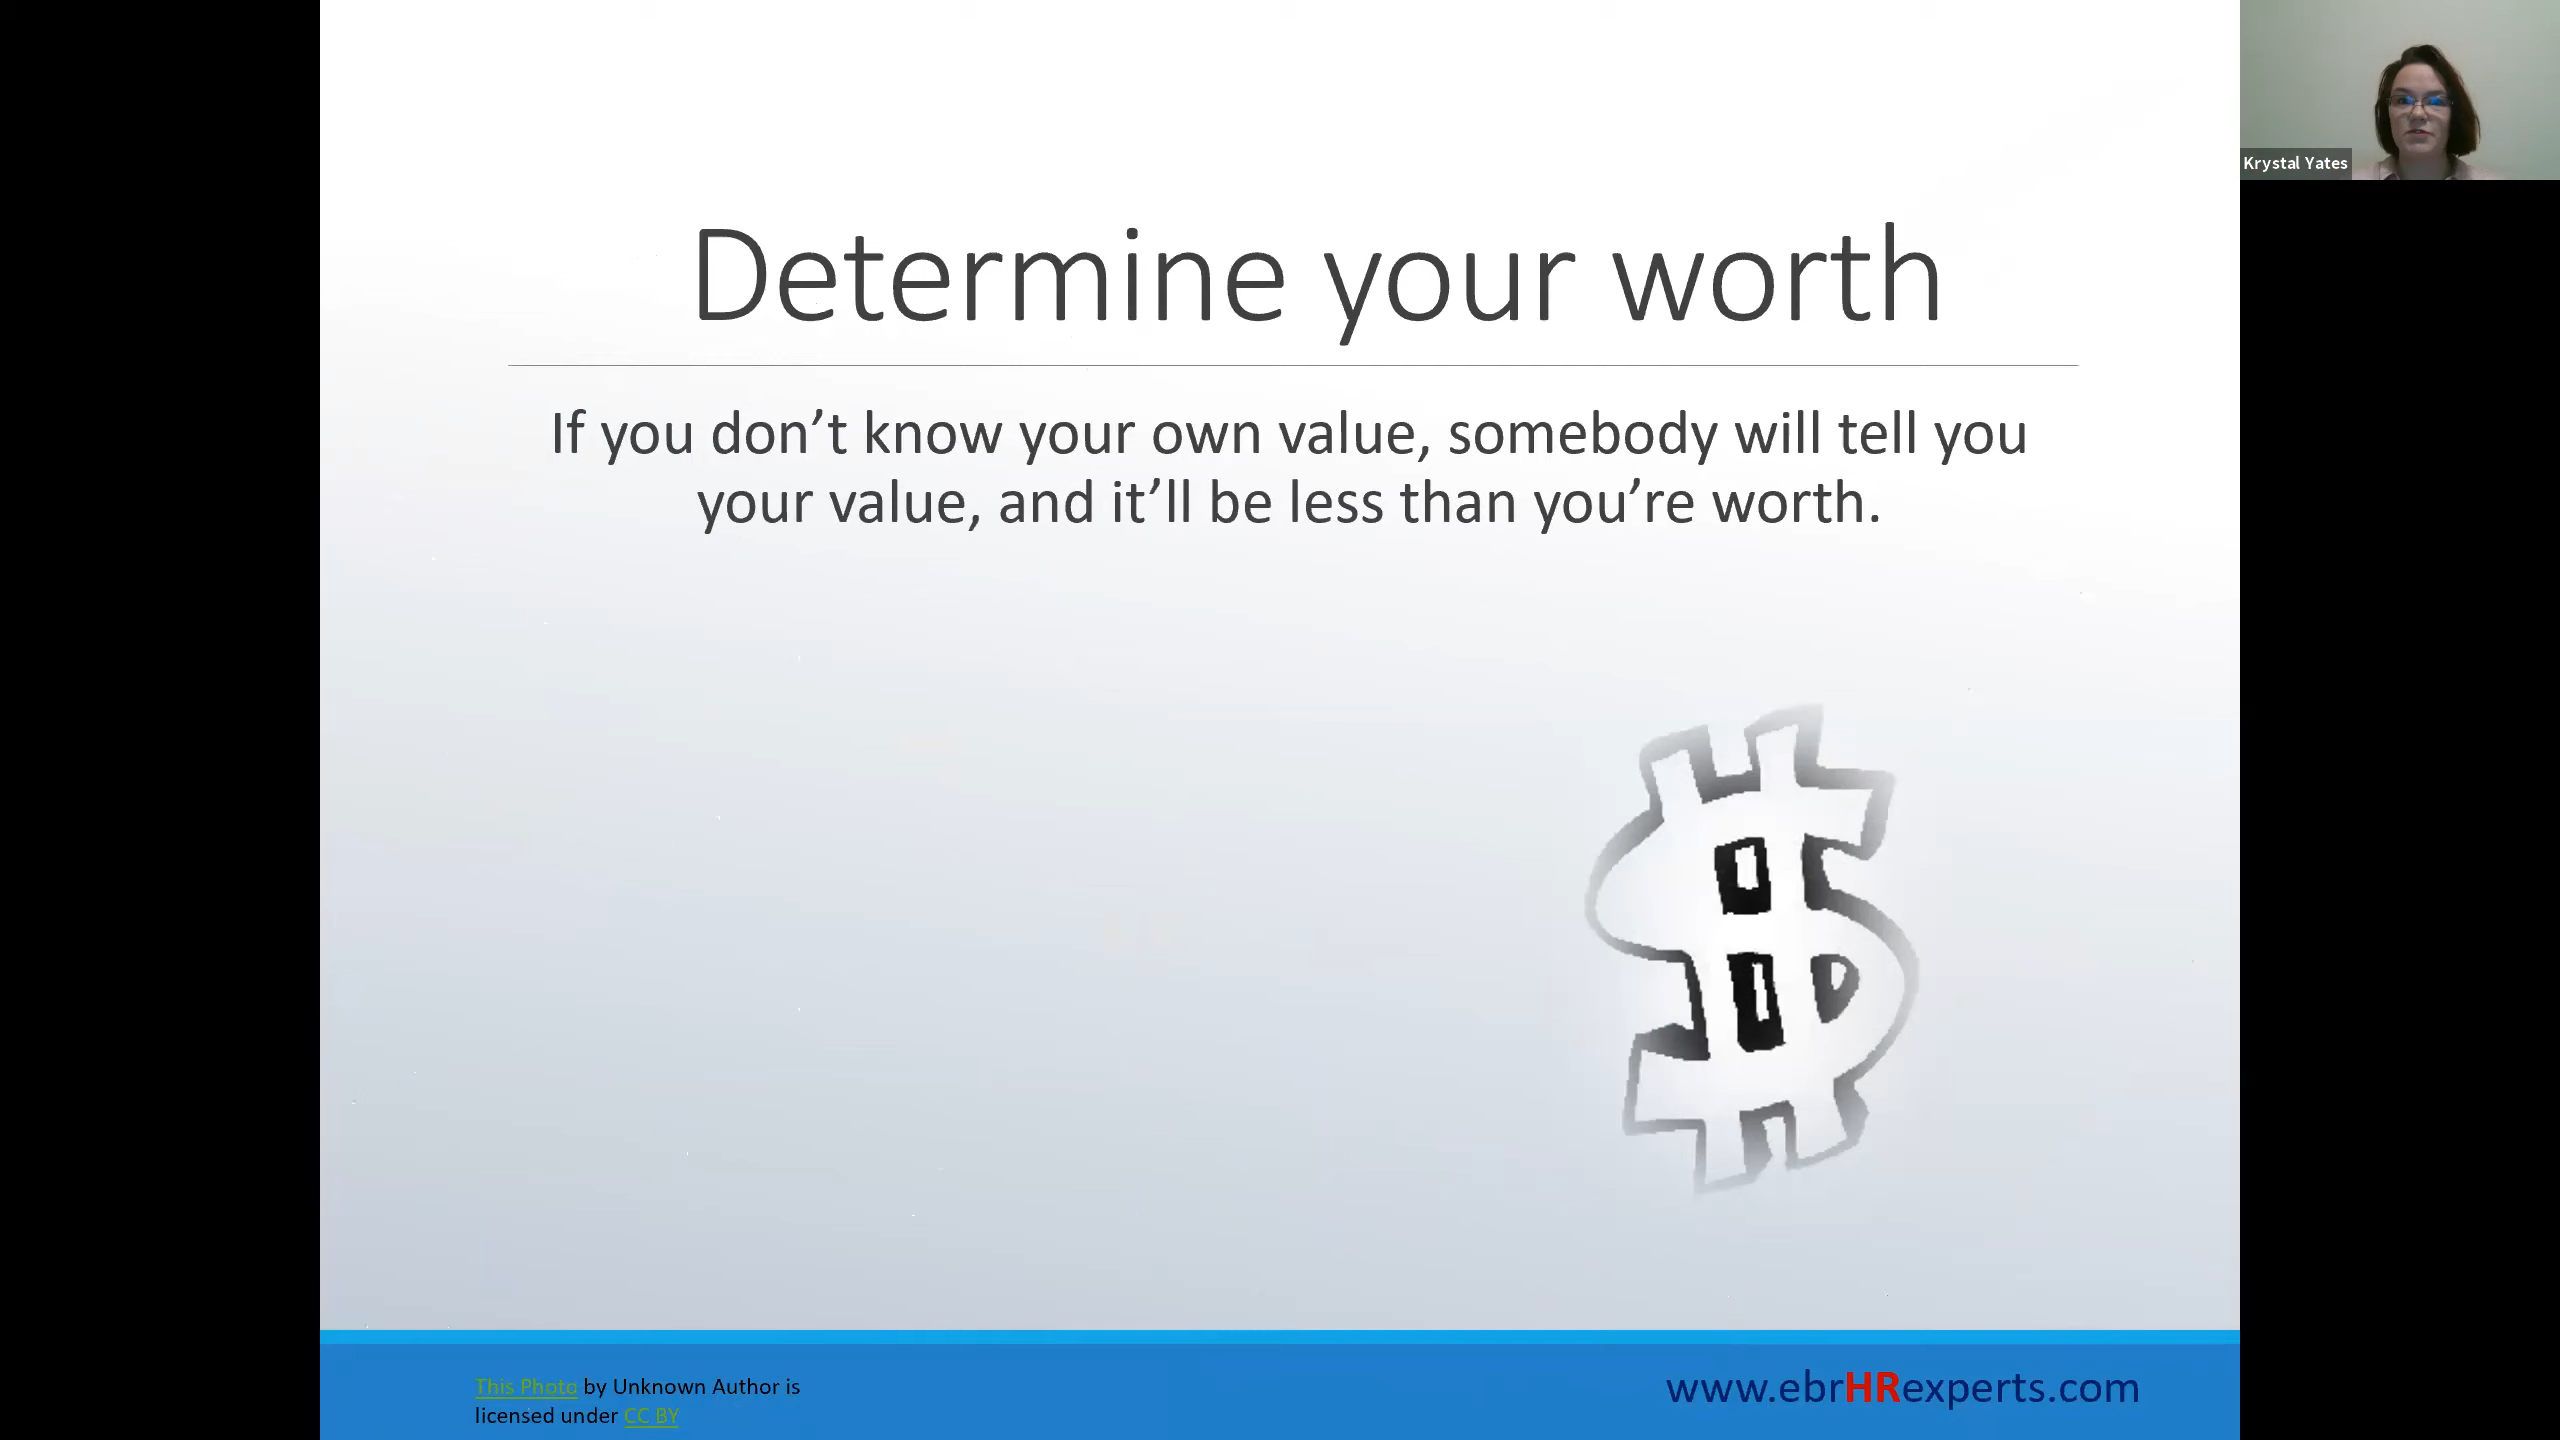 Krystal Yates
Determine your worth
If you don’t know your own value, somebody will tell you
your value, and it’ll be less than you’re worth.
This Photo by Unknown Author is
licensed under CC BY
www.ebrHRexperts.com